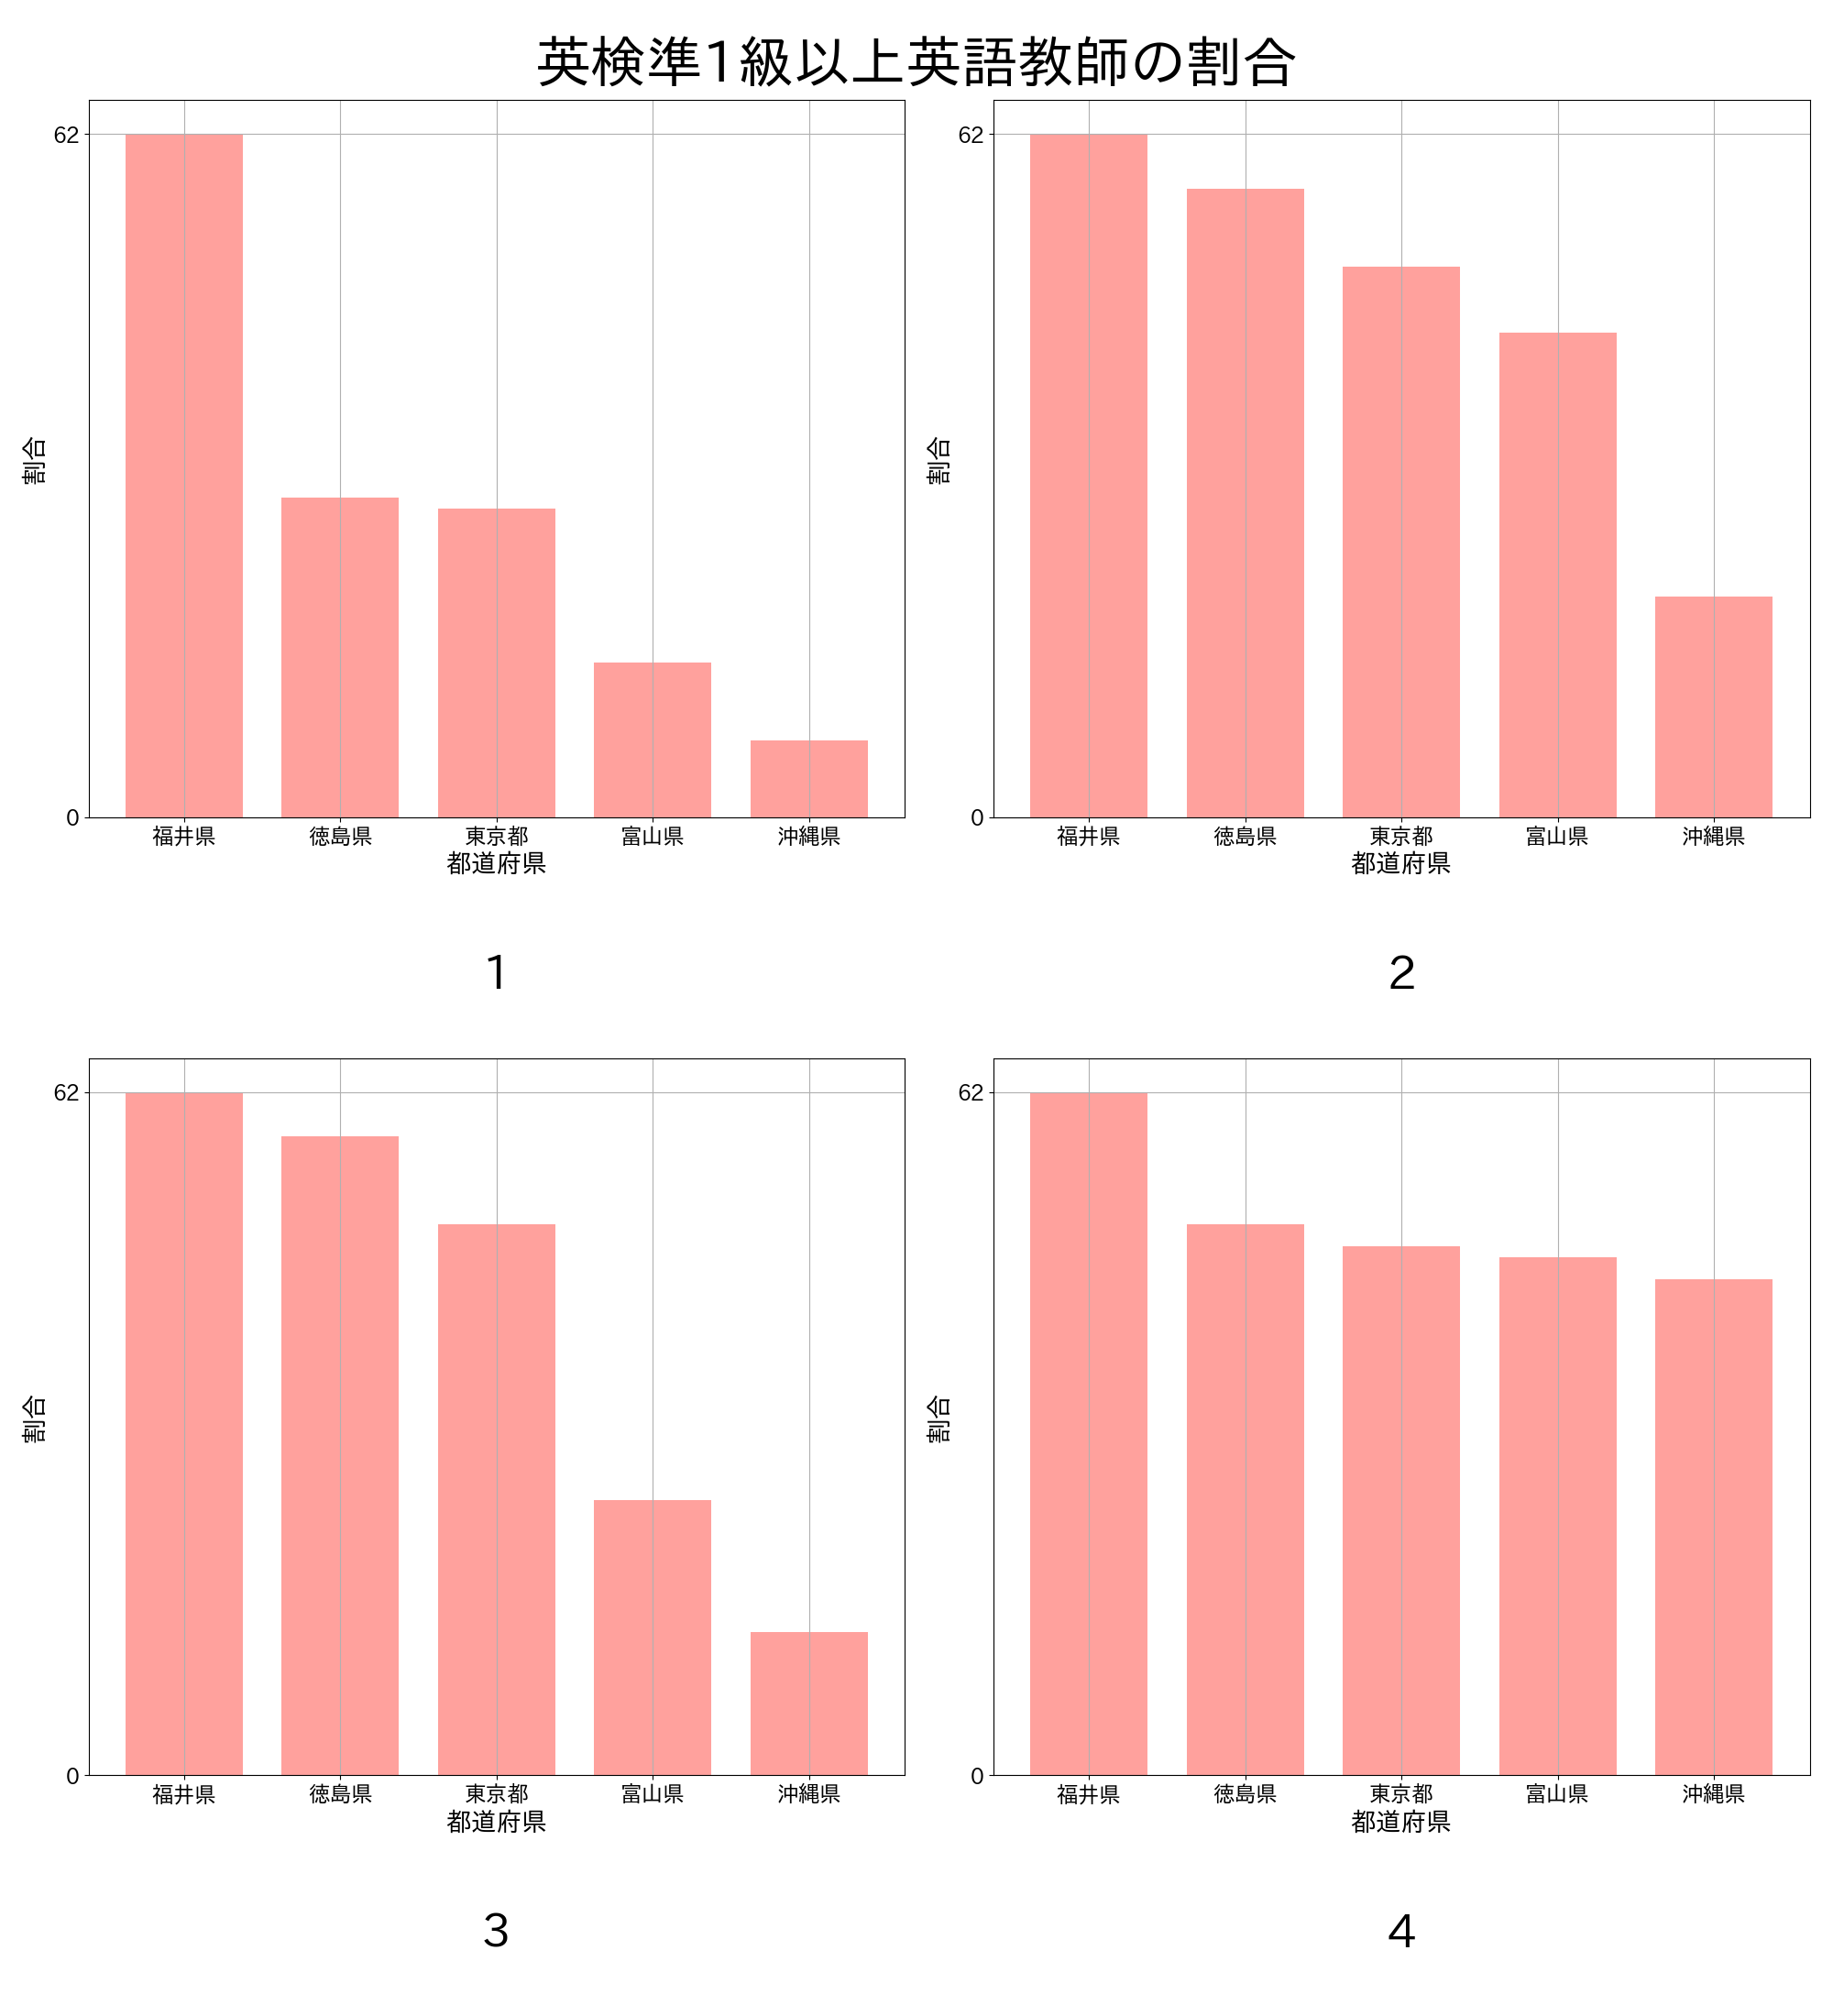 英検準1級以上英語教師の割合
62
0
割合
福井県 徳島県 東京都 富山県 沖縄県
都道府県
1
62
0
割合
福井県 徳島県 東京都 富山県 沖縄県
都道府県
2
62
0
割合
福井県 徳島県 東京都 富山県 沖縄県
都道府県
3
62
0
割合
福井県 徳島県 東京都 富山県 沖縄県
都道府県
4